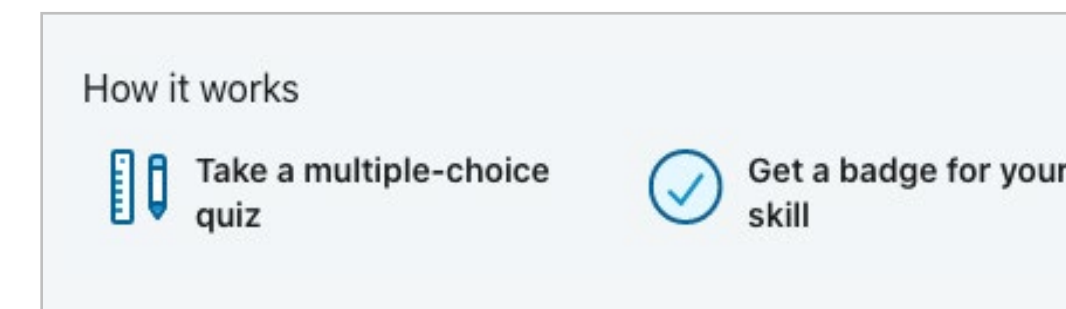 How it works
Take a multiple-choice
quiz
Get a badge for your
skill